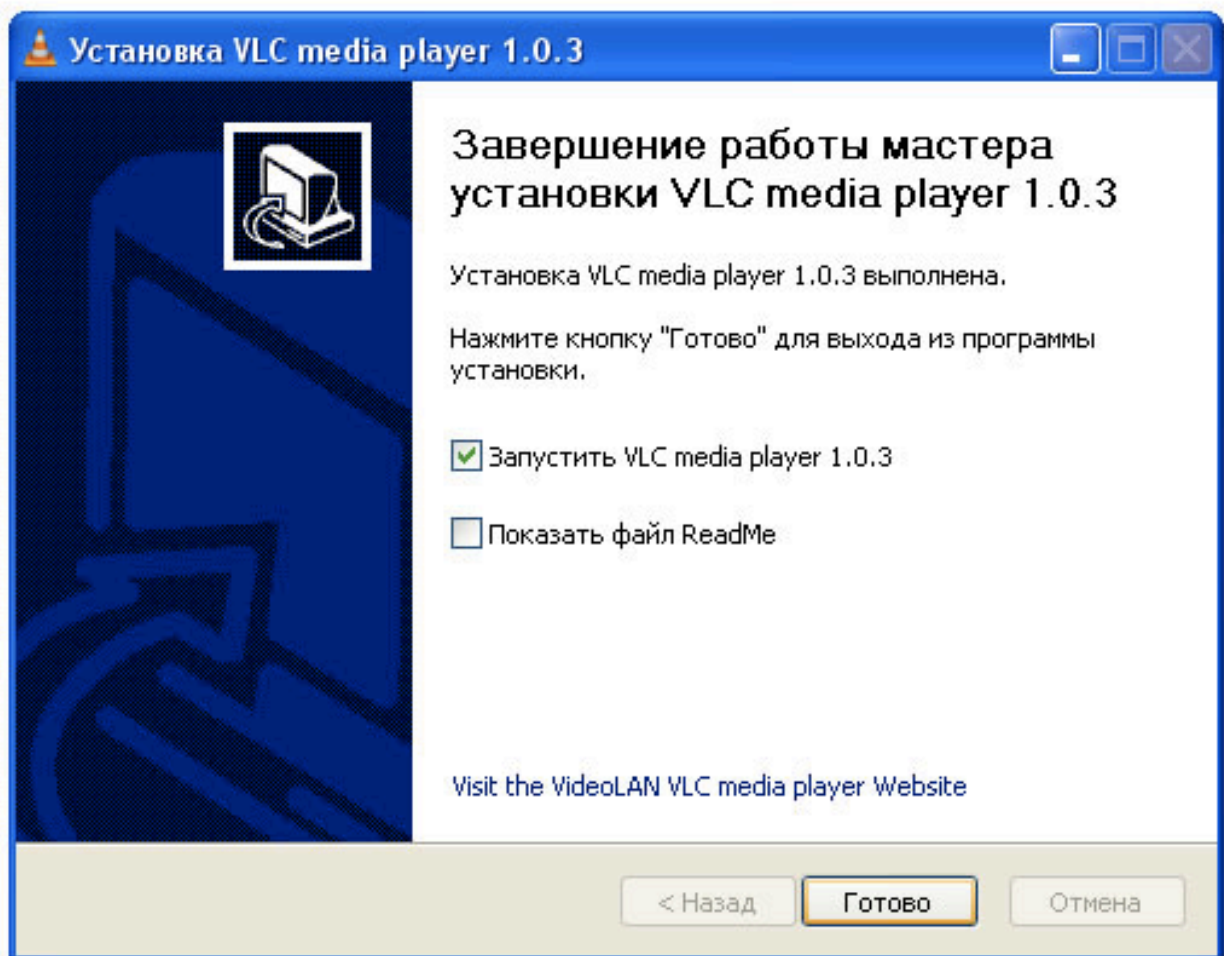 Установка VLC media player 1.0.3
Завершение работы мастера
установки VLC media player 1.0.3
Установка VLC media player 1.0.3 выполнена.
Нажмите кнопку "Готово" для выхода из программы
установки.
Запустить VLC media player 1.0.3
Показать файл ReadMe
Visit the VideoLAN VLC media player Website
< Назад Готово Отмена